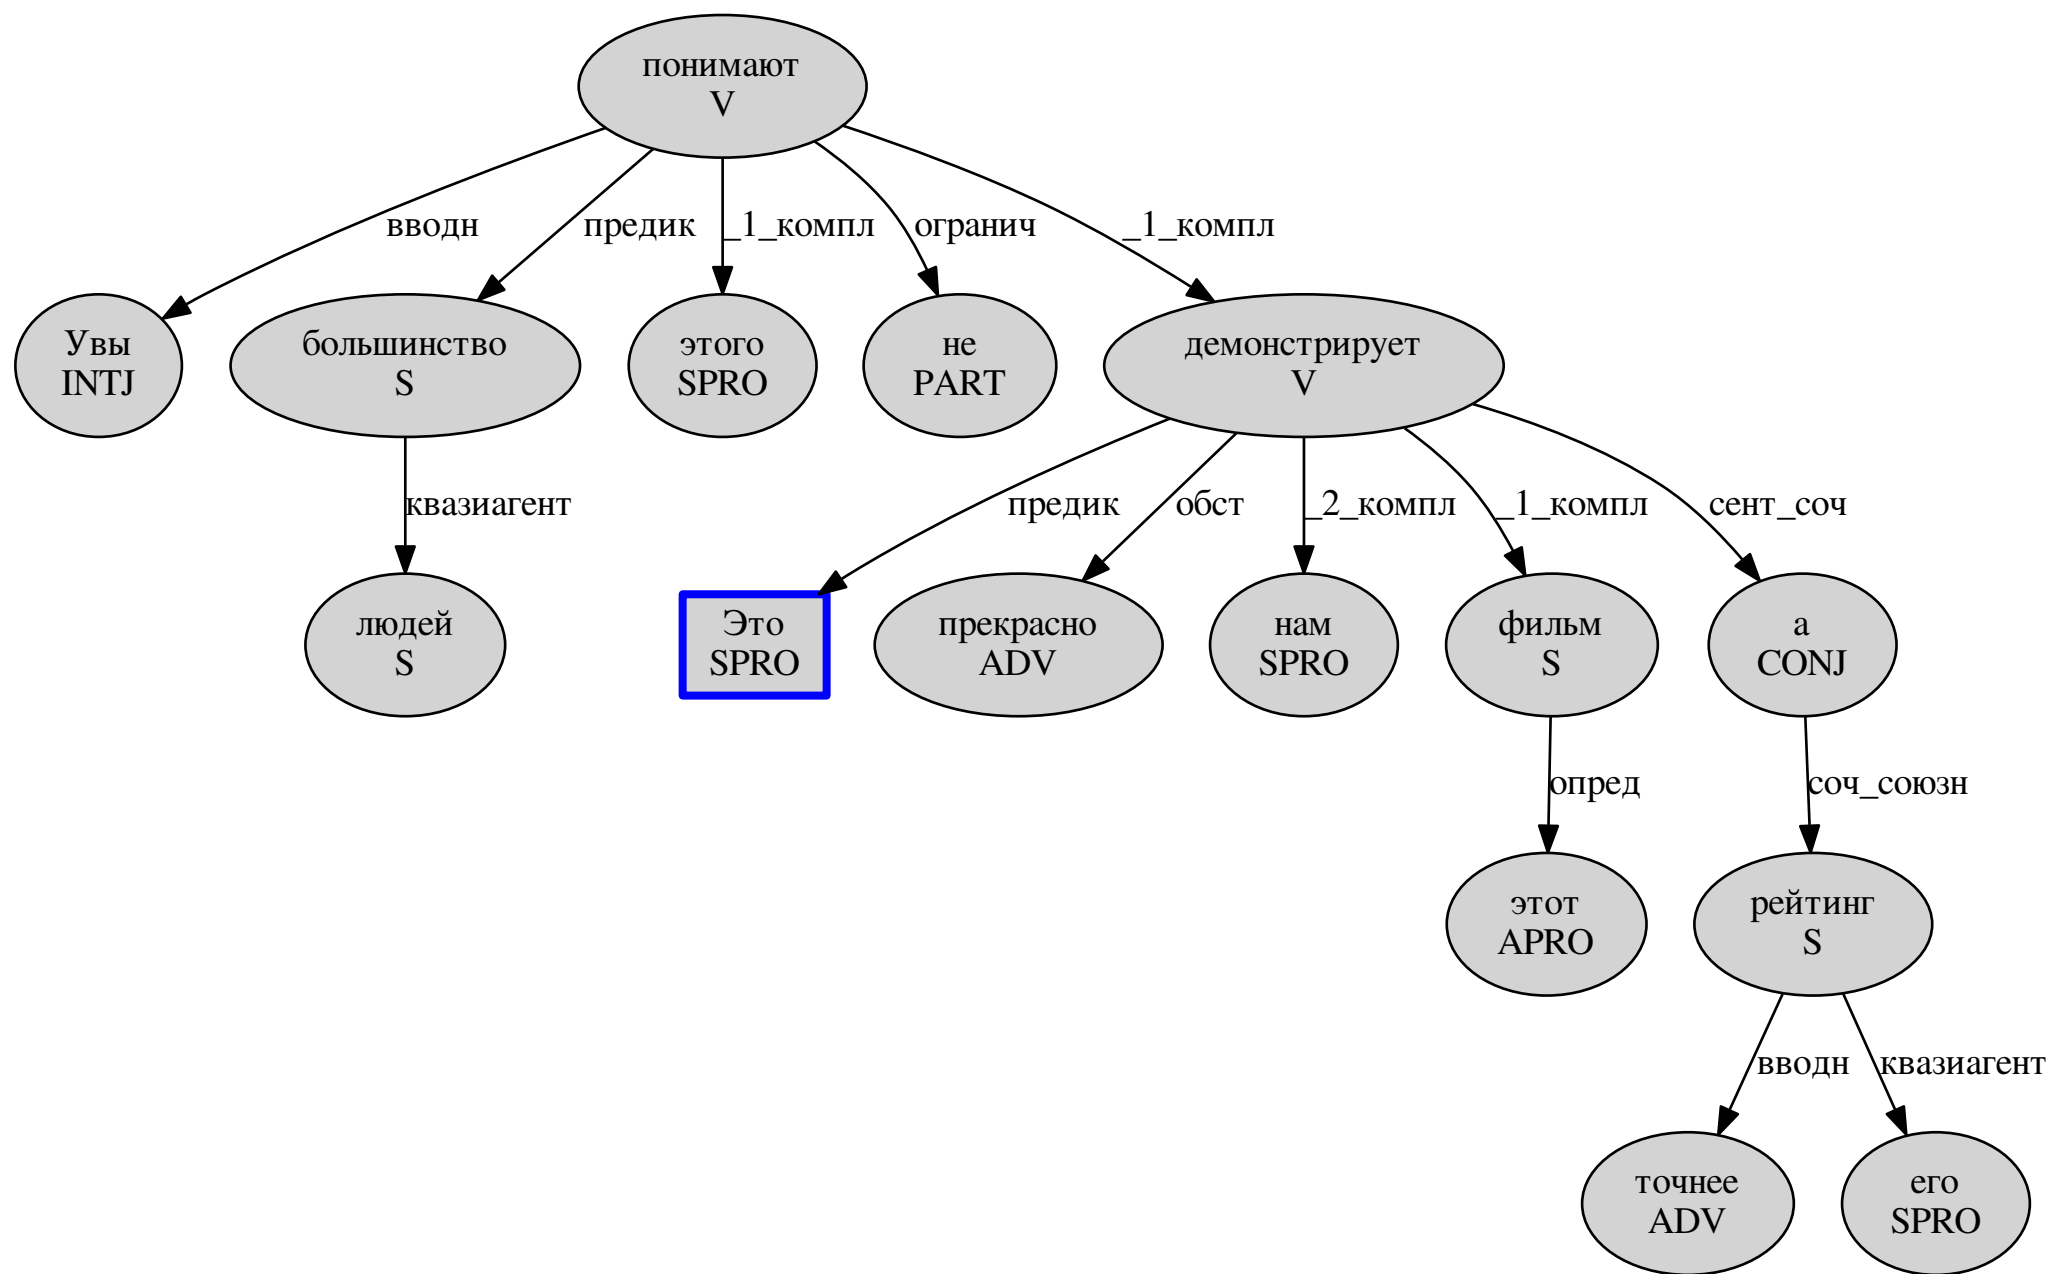 понимают
V
вводн
предик
_1_компл
огранич
_1_компл
Увы
INTJ
большинство
S
этого
SPRO
не
PART
демонстрирует
V
квазиагент
предик
обст
_2_компл
_1_компл
сент_соч
людей
S
Это
SPRO
прекрасно
ADV
нам
SPRO
фильм
S
а
CONJ
опред
соч_союзн
этот
APRO
рейтинг
S
вводн
квазиагент
точнее
ADV
его
SPRO